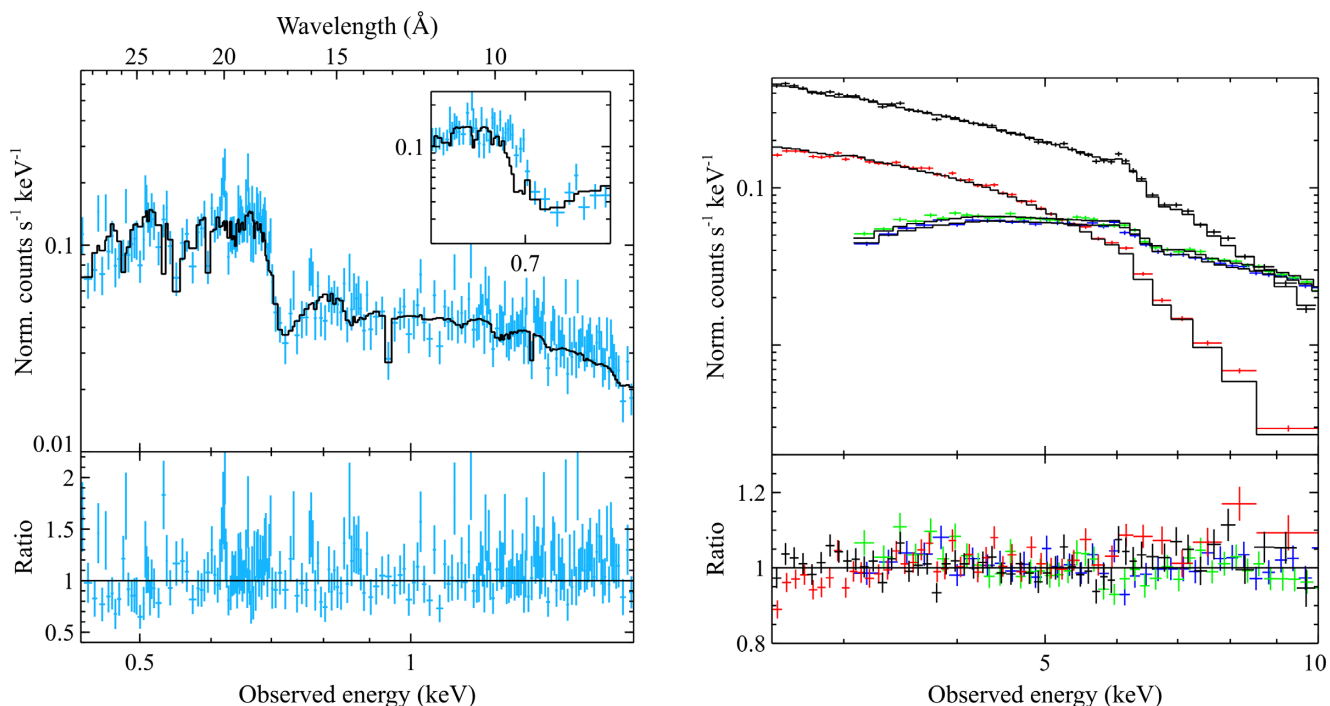 Wavelength (Å)
25 20 15 10
Norm. counts s⁻¹ keV⁻¹
0.1
0.01
0.1
0.7
Ratio
2
1.5
1
0.5
0.5 1
Observed energy (keV)
Norm. counts s⁻¹ keV⁻¹
0.1
Ratio
1.2
1
0.8
5 10
Observed energy (keV)